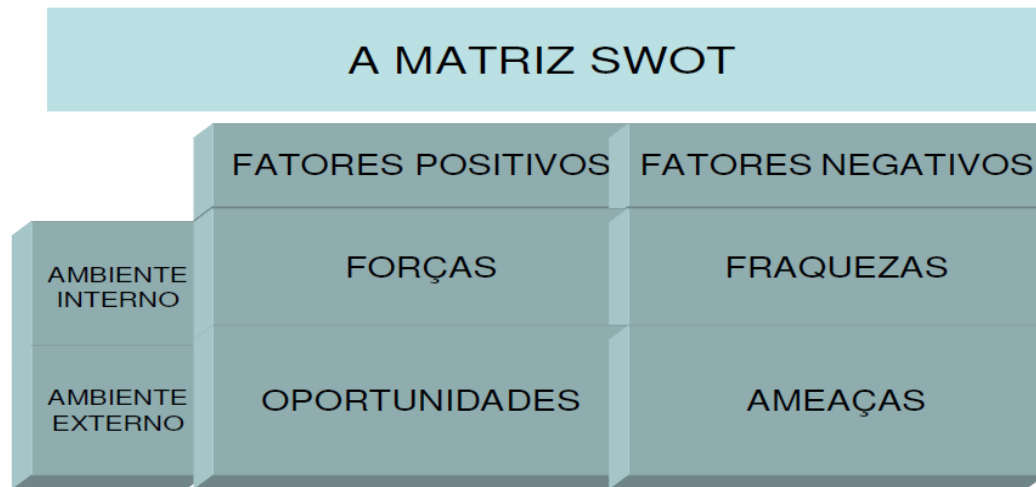 A MATRIZ SWOT
FATORES POSITIVOS
FATORES NEGATIVOS
AMBIENTE
INTERNO
FORÇAS
FRAQUEZAS
AMBIENTE
EXTERNO
OPORTUNIDADES
AMEAÇAS